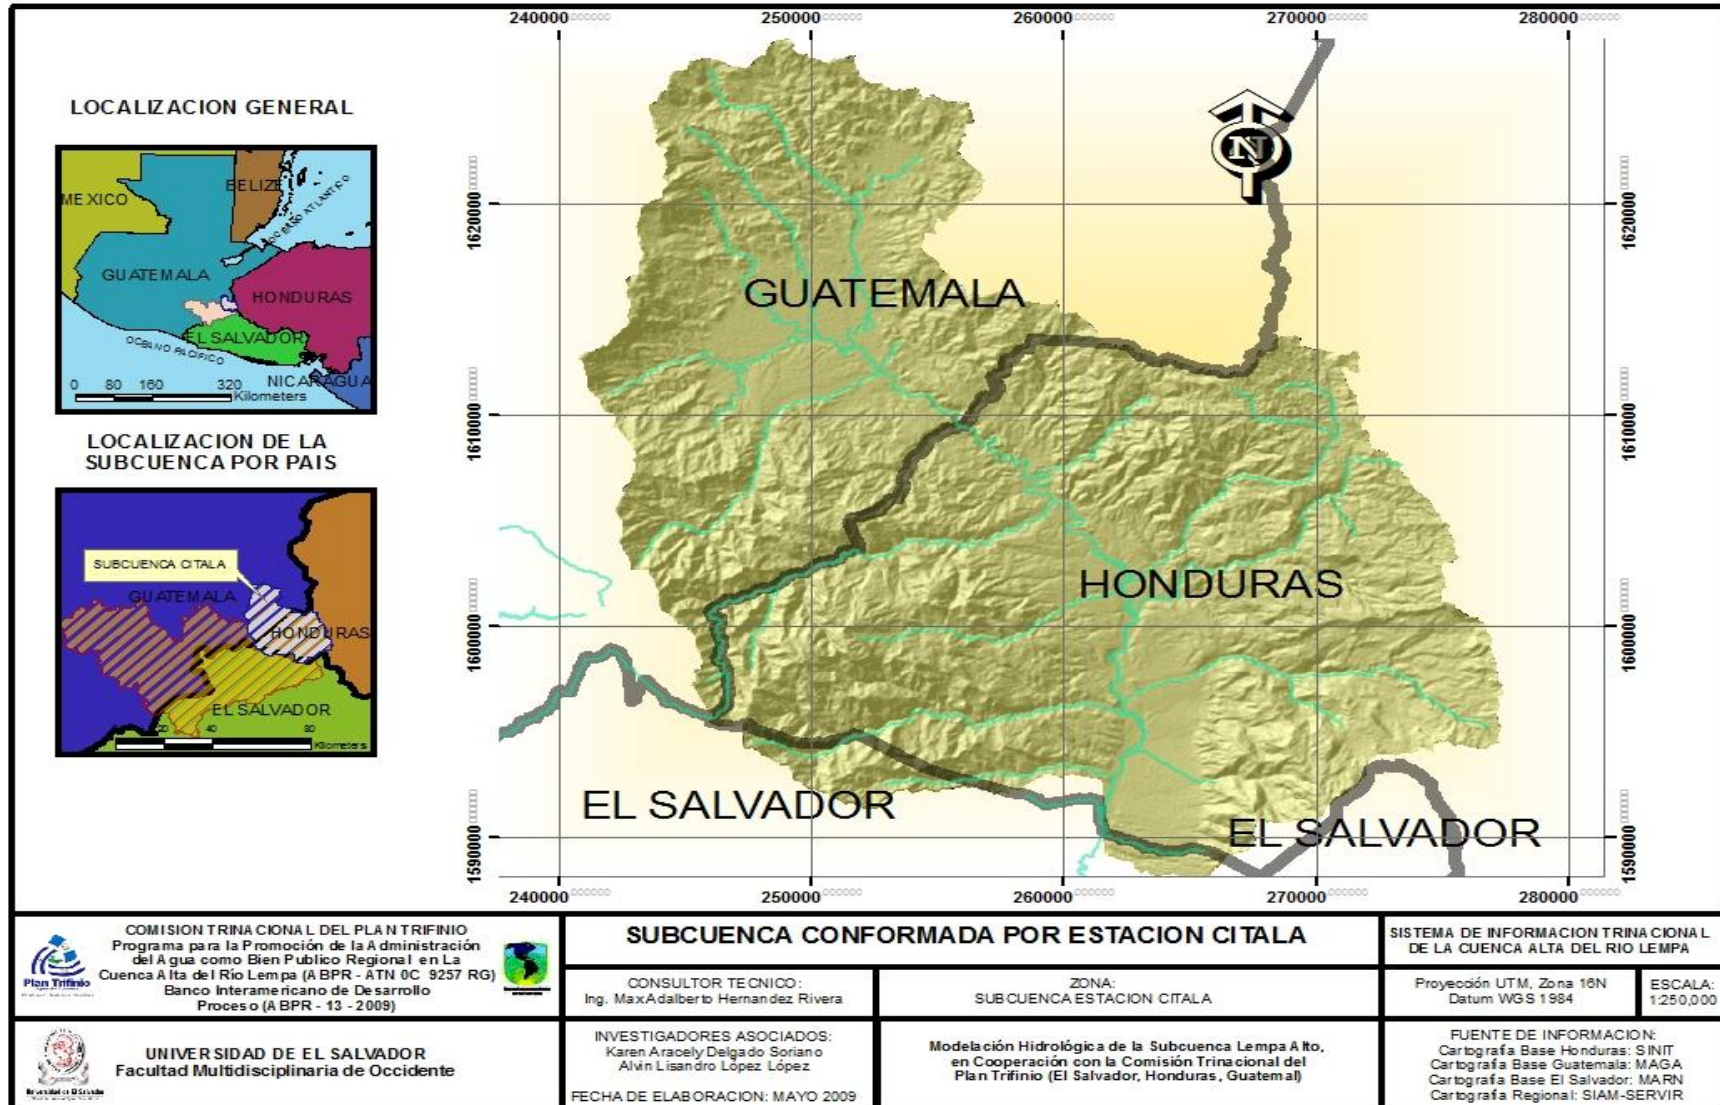 LOCALIZACION GENERAL
MEXICO
BELIZE
OCEANO ATLANTICO
GUATEMALA
HONDURAS
EL SALVADOR
OCEANO PACIFICO
NICARAGUA
0 80 160 320
Kilometers
LOCALIZACION DE LA
SUBCUENCA POR PAIS
SUBCUENCA CITALA
GUATEMALA
HONDURAS
EL SALVADOR
20 40 80
Kilometers
240000 250000 260000 270000 280000
N
1620000 1620000
GUATEMALA
1610000 1610000
HONDURAS
1600000 1600000
EL SALVADOR
EL SALVADOR
1590000 1590000
240000 250000 260000 270000 280000
Plan Trifinio
COMISION TRINACIONAL DEL PLAN TRIFINIO
Programa para la Promoción de la Administración
del Agua como Bien Publico Regional en La
Cuenca Alta del Río Lempa (ABPR - ATN OC 9257 RG)
Banco Interamericano de Desarrollo
Proceso (ABPR - 13 - 2009)
UNIVERSIDAD DE EL SALVADOR
Facultad Multidisciplinaria de Occidente
SUBCUENCA CONFORMADA POR ESTACION CITALA
CONSULTOR TECNICO:
Ing. MaxAdalberto Hernandez Rivera
ZONA:
SUBCUENCA ESTACION CITALA
INVESTIGADORES ASOCIADOS:
Karen Aracely Delgado Soriano
Alvin Lisandro López López
FECHA DE ELABORACION: MAYO 2009
Modelación Hidrológica de la Subcuenca Lempa Alto,
en Cooperación con la Comisión Trinacional del
Plan Trifinio (El Salvador, Honduras, Guatemal)
SISTEMA DE INFORMACION TRINACIONAL
DE LA CUENCA ALTA DEL RIO LEMPA
Proyección UTM, Zona 16N
Datum WGS 1984
ESCALA:
1:250,000
FUENTE DE INFORMACION:
Cartografía Base Honduras: SINIT
Cartografía Base Guatemala: MAGA
Cartografía Base El Salvador: MARN
Cartografía Regional: SIAM-SERVIR